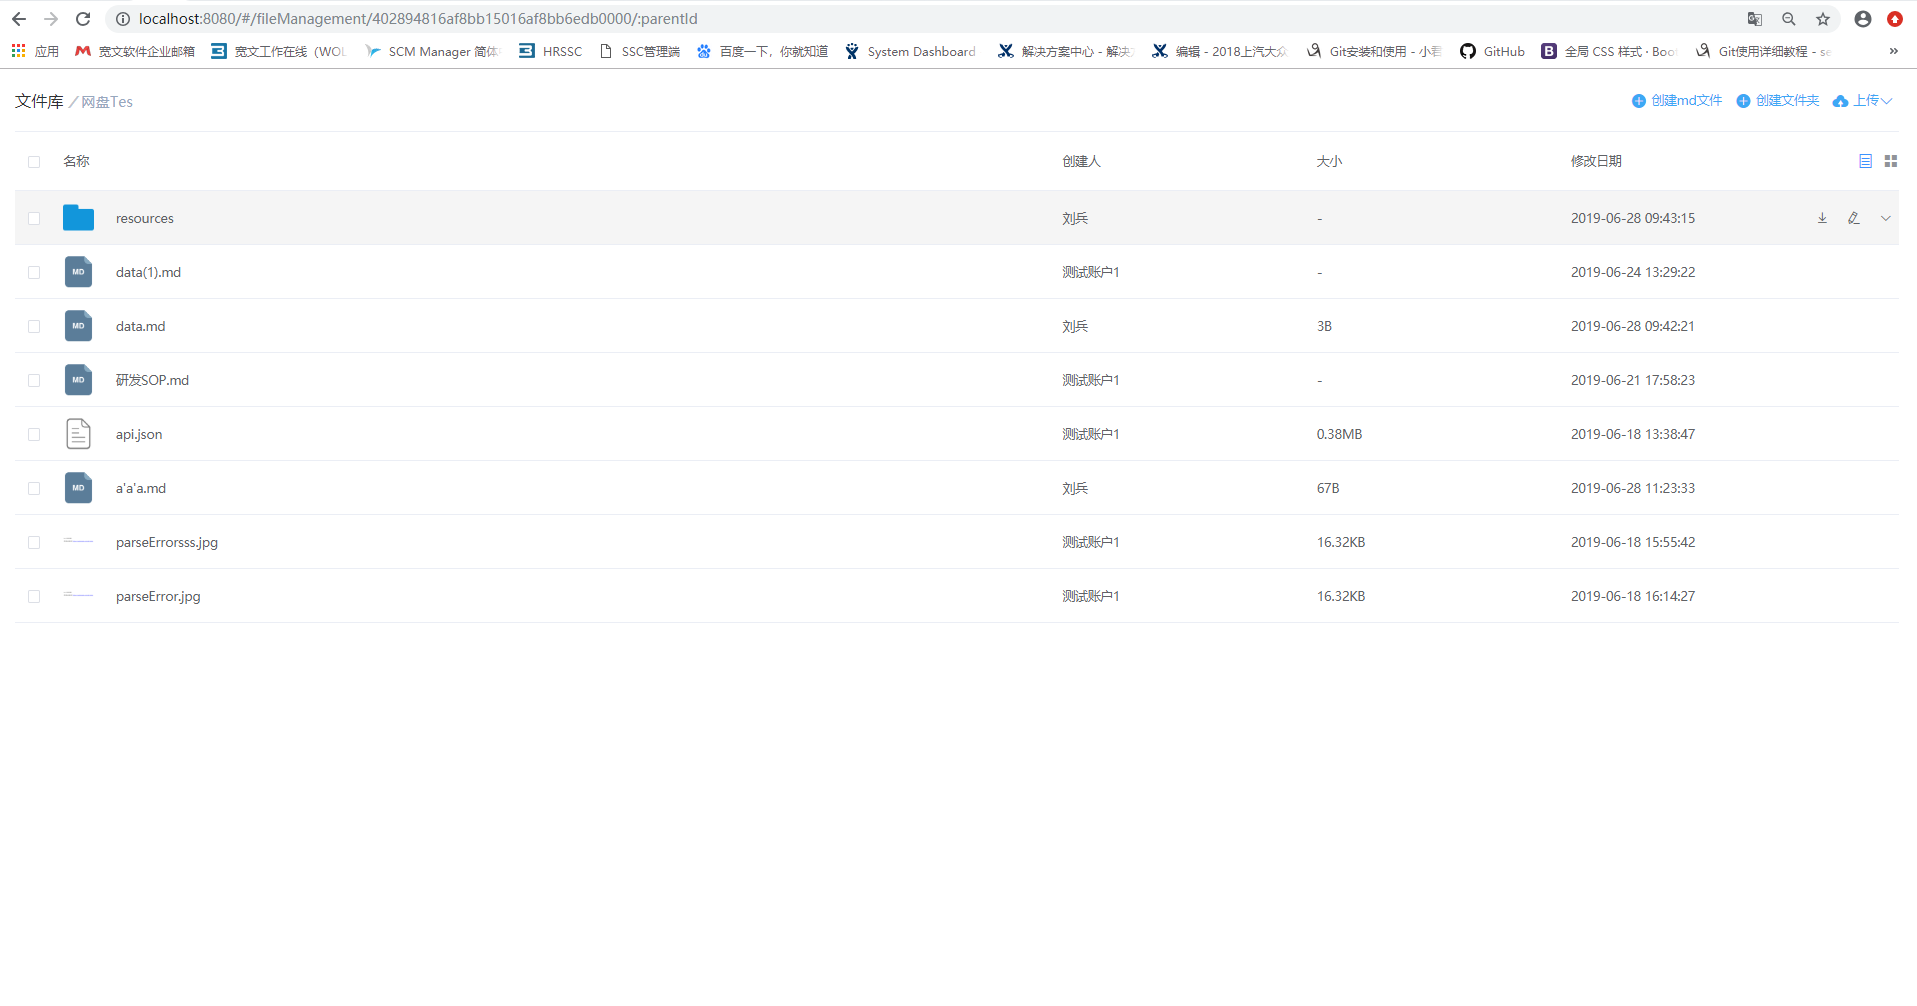 localhost:8080/#/fileManagement/402894816af8bb15016af8bb6edb0000/:parentId
应用 宽文软件企业邮箱 宽文工作在线（WOL SCM Manager 简体 HRSSC SSC管理端 百度一下，你就知道 System Dashboard 解决方案中心 - 解决 编辑 - 2018上汽大众 Git安装和使用 - 小君 GitHub 全局 CSS 样式 · Boo Git使用详细教程 - se »
文件库 / 网盘Tes 创建md文件 创建文件夹 上传
名称 创建人 大小 修改日期
resources 刘兵 - 2019-06-28 09:43:15
MD data(1).md 测试账户1 - 2019-06-24 13:29:22
MD data.md 刘兵 3B 2019-06-28 09:42:21
MD 研发SOP.md 测试账户1 - 2019-06-21 17:58:23
api.json 测试账户1 0.38MB 2019-06-18 13:38:47
MD a'a'a.md 刘兵 67B 2019-06-28 11:23:33
parseErrorsss.jpg 测试账户1 16.32KB 2019-06-18 15:55:42
parseError.jpg 测试账户1 16.32KB 2019-06-18 16:14:27